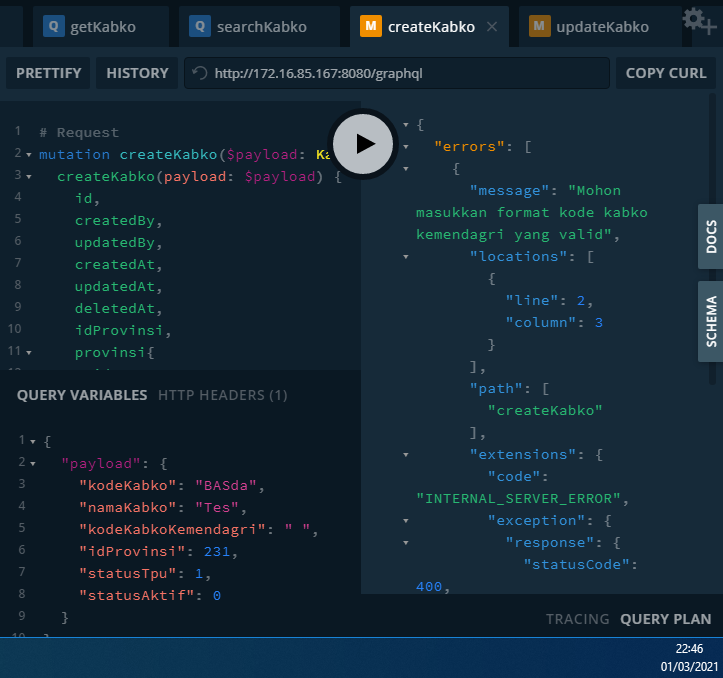 Q getKabko
Q searchKabko
M createKabko ×
M updateKabko
+
PRETTIFY
HISTORY
http://172.16.85.167:8080/graphql
COPY CURL
1 # Request
2 mutation createKabko($payload: Ka
3 createKabko(payload: $payload) {
4 id,
5 createdBy,
6 updatedBy,
7 createdAt,
8 updatedAt,
9 deletedAt,
10 idProvinsi,
11 provinsi{
QUERY VARIABLES HTTP HEADERS (1)
1 {
2 "payload": {
3 "kodeKabko": "BASda",
4 "namaKabko": "Tes",
5 "kodeKabkoKemendagri": " ",
6 "idProvinsi": 231,
7 "statusTpu": 1,
8 "statusAktif": 0
9 }
{
"errors": [
{
"message": "Mohon
masukkan format kode kabko
kemendagri yang valid",
"locations": [
{
"line": 2,
"column": 3
}
],
"path": [
"createKabko"
],
"extensions": {
"code":
"INTERNAL_SERVER_ERROR",
"exception": {
"response": {
"statusCode":
400,
DOCS
SCHEMA
TRACING QUERY PLAN
22:46
01/03/2021